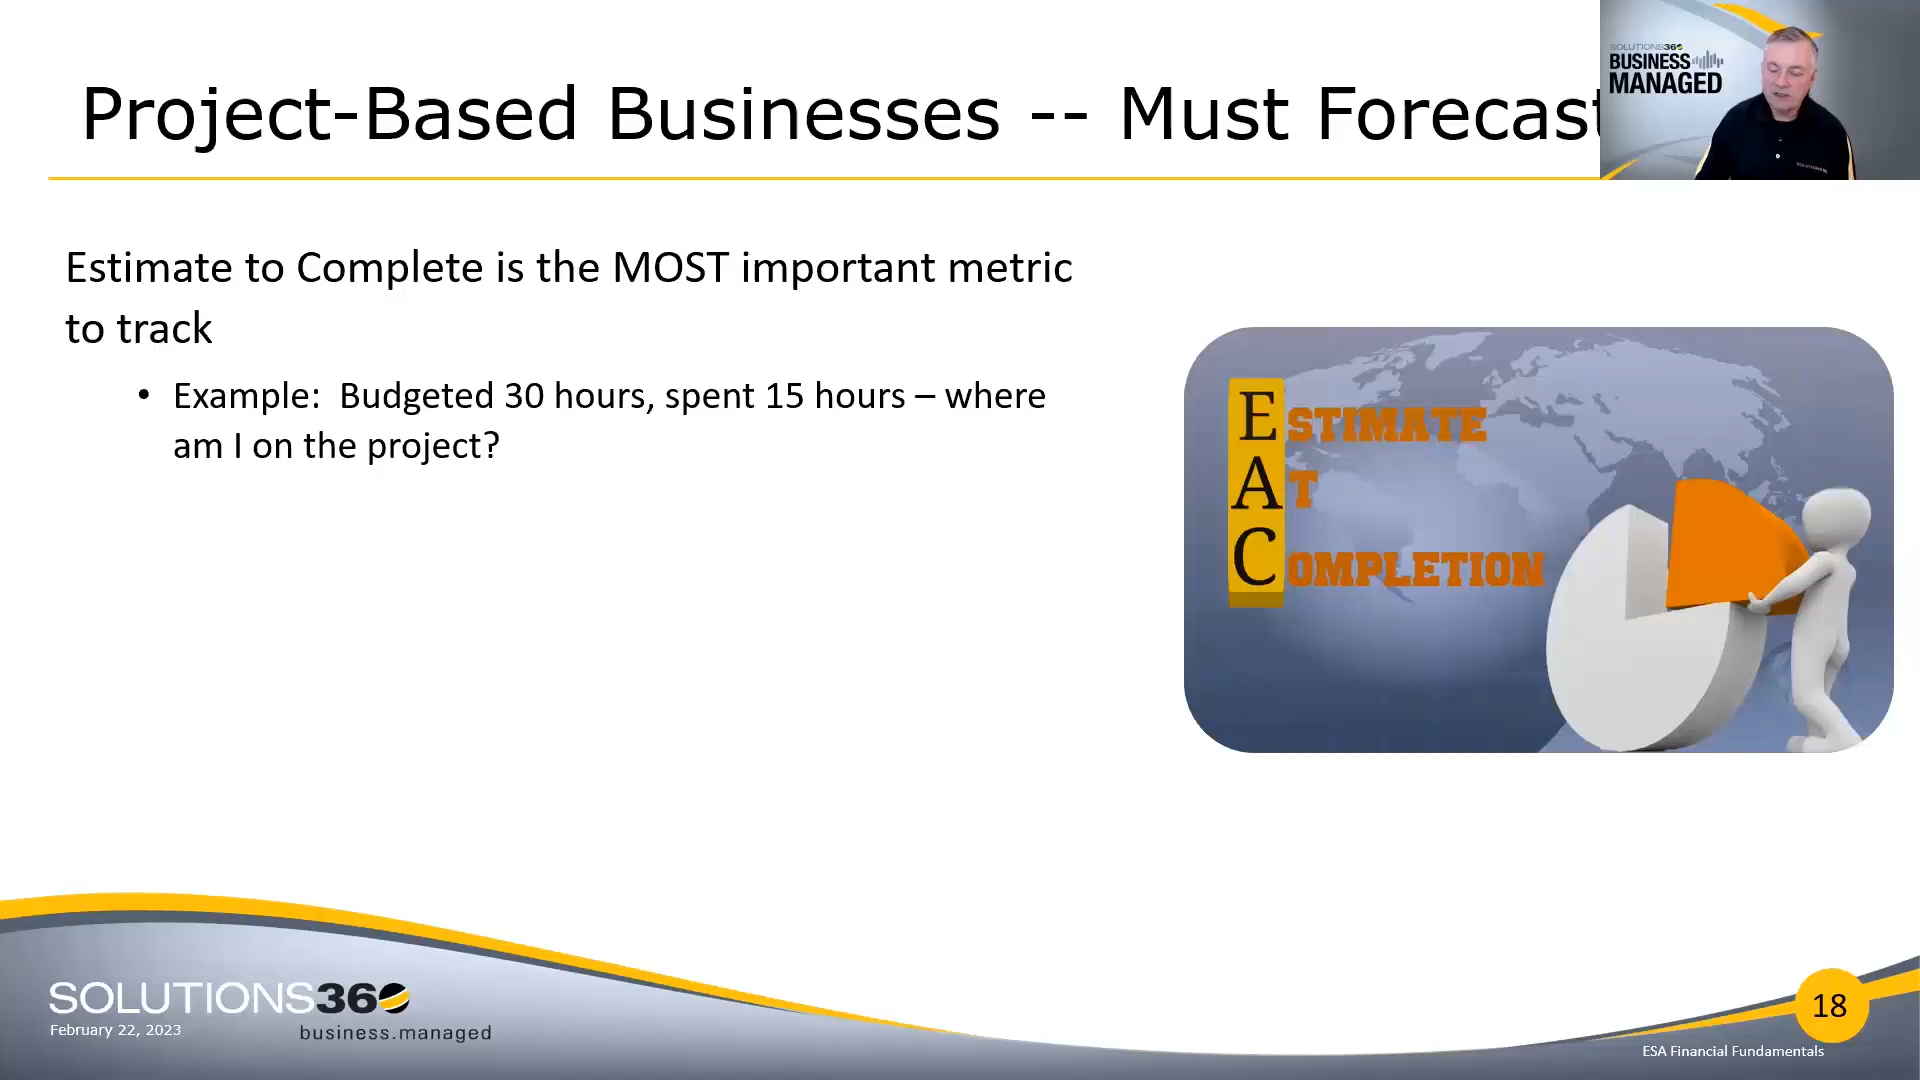 Project-Based Businesses -- Must Forecast
SOLUTIONS360
BUSINESS
MANAGED
Estimate to Complete is the MOST important metric
to track
• Example: Budgeted 30 hours, spent 15 hours – where
am I on the project?
ESTIMATE
AT
COMPLETION
SOLUTIONS360
February 22, 2023
business.managed
18
ESA Financial Fundamentals